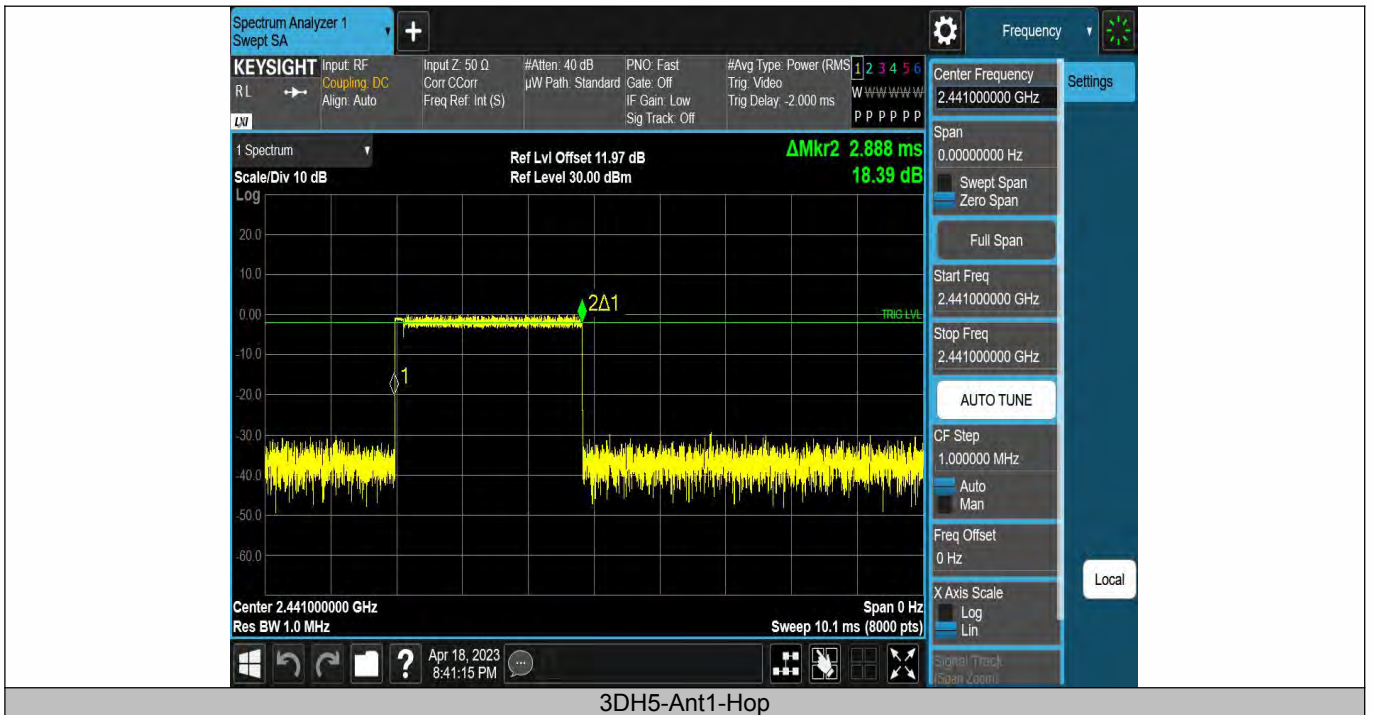 Spectrum Analyzer 1
Swept SA
+
Frequency
KEYSIGHT
RL
LXI
Input: RF
Coupling: DC
Align: Auto
Input Z: 50 Ω
Corr CCorr
Freq Ref: Int (S)
#Atten: 40 dB
µW Path: Standard
PNO: Fast
Gate: Off
IF Gain: Low
Sig Track: Off
#Avg Type: Power (RMS
Trig: Video
Trig Delay: -2.000 ms
1 2 3 4 5 6
W W W W W W
P P P P P P
1 Spectrum
Scale/Div 10 dB
Log
Ref Lvl Offset 11.97 dB
Ref Level 30.00 dBm
ΔMkr2 2.888 ms
18.39 dB
20.0
10.0
0.00
-10.0
-20.0
-30.0
-40.0
-50.0
-60.0
2Δ1
TRIG LVL
1
Center 2.441000000 GHz
Res BW 1.0 MHz
Span 0 Hz
Sweep 10.1 ms (8000 pts)
Center Frequency
2.441000000 GHz
Settings
Span
0.00000000 Hz
Swept Span
Zero Span
Full Span
Start Freq
2.441000000 GHz
Stop Freq
2.441000000 GHz
AUTO TUNE
CF Step
1.000000 MHz
Auto
Man
Freq Offset
0 Hz
X Axis Scale
Log
Lin
Signal Track
(Span Zoom)
Local
?
Apr 18, 2023
8:41:15 PM
3DH5-Ant1-Hop